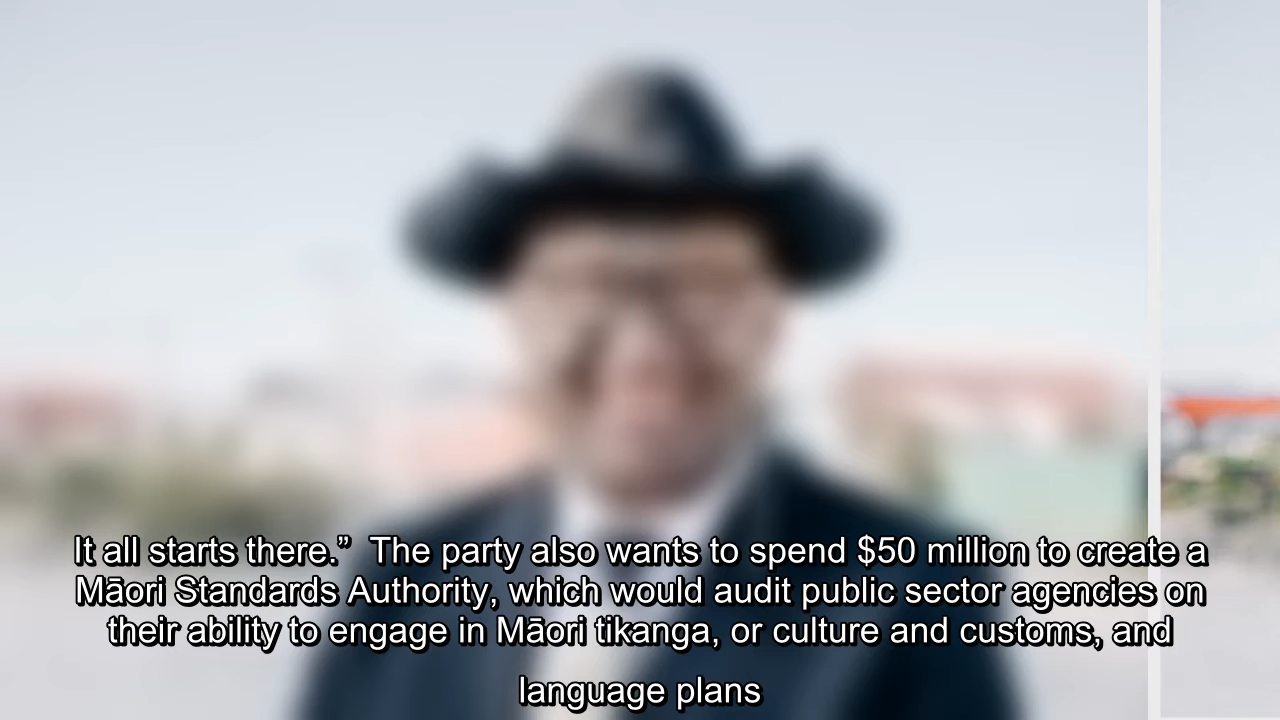 It all starts there.”  The party also wants to spend $50 million to create a
Māori Standards Authority, which would audit public sector agencies on
their ability to engage in Māori tikanga, or culture and customs, and
language plans